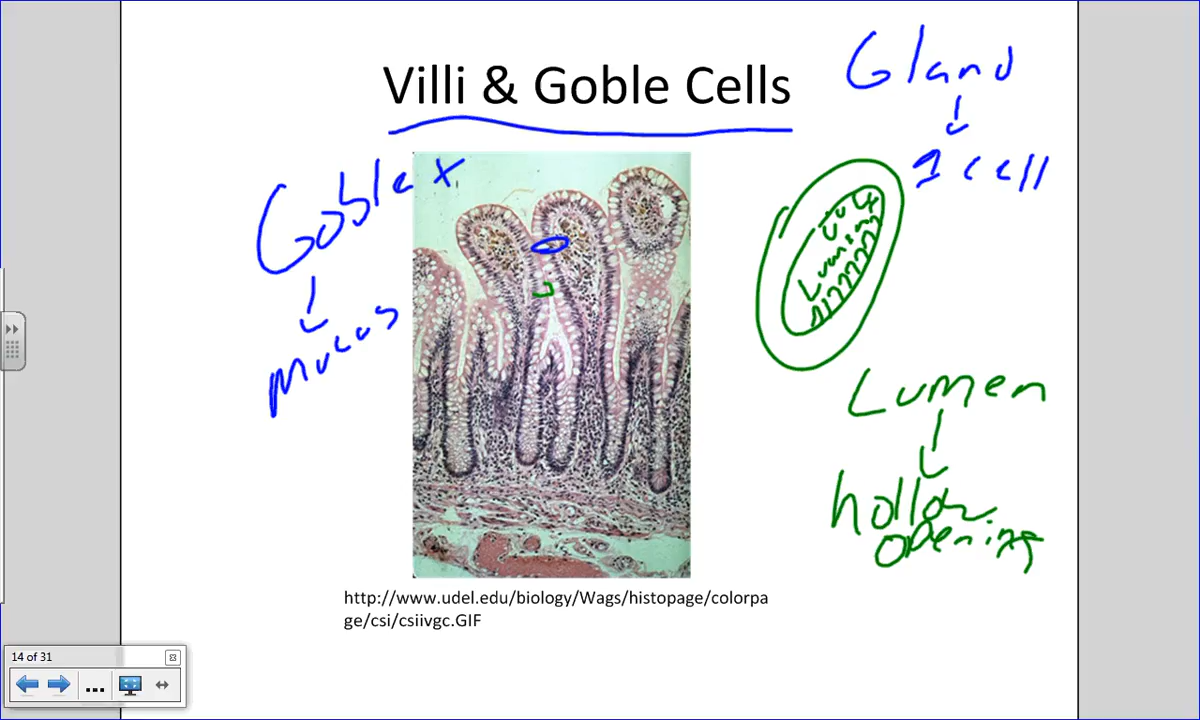 Villi & Goble Cells
Gland
1 cell
Goblet
Mucus
Lumen
Lumen
hollow
opening
http://www.udel.edu/biology/Wags/histopage/colorpa
ge/csi/csiivgc.GIF
14 of 31
...